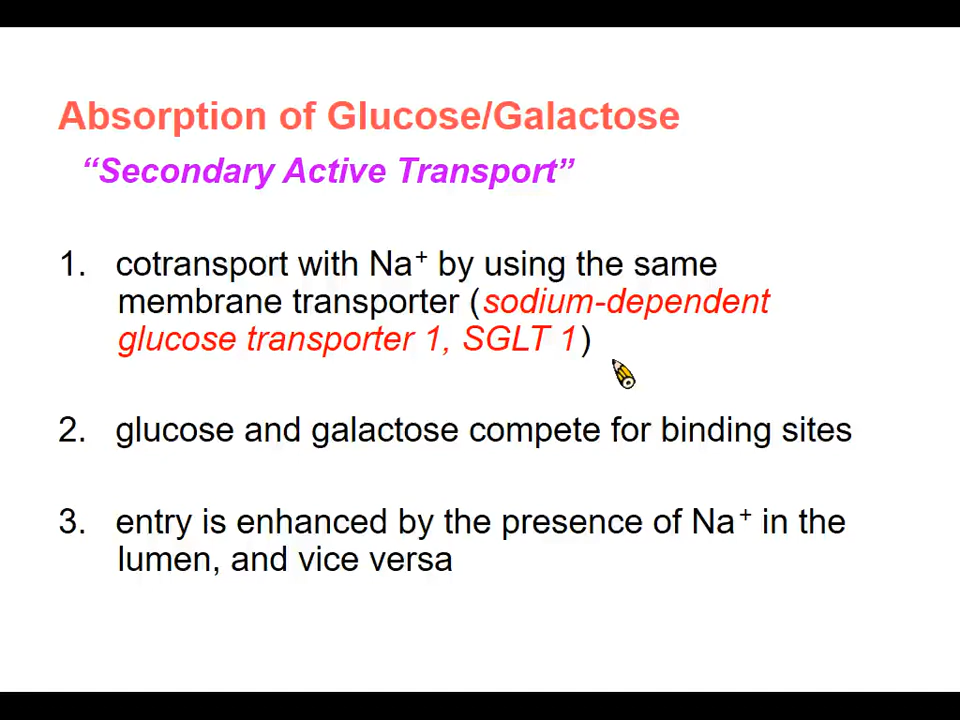 Absorption of Glucose/Galactose
“Secondary Active Transport”
1. cotransport with Na⁺ by using the same
membrane transporter (sodium-dependent
glucose transporter 1, SGLT 1)
2. glucose and galactose compete for binding sites
3. entry is enhanced by the presence of Na⁺ in the
lumen, and vice versa